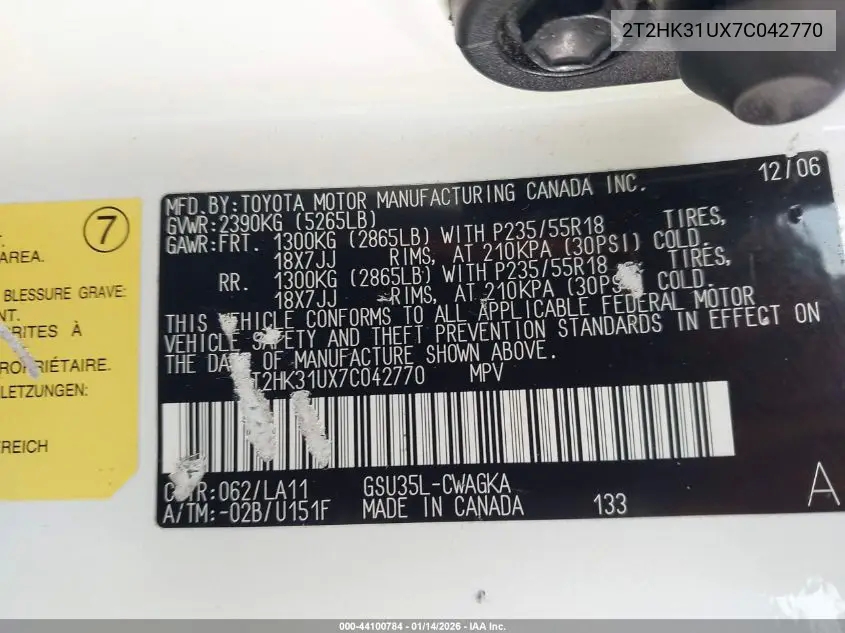 2T2HK31UX7C042770
12/06
MFD.BY:TOYOTA MOTOR MANUFACTURING CANADA INC.
GVWR:2390KG (5265LB)
GAWR:FRT. 1300KG (2865LB) WITH P235/55R18 TIRES,
18X7JJ RIMS, AT 210KPA (30PSI) COLD.
RR. 1300KG (2865LB) WITH P235/55R18 TIRES,
18X7JJ RIMS, AT 210KPA COLD.
THIS VEHICLE CONFORMS TO ALL APPLICABLE FEDERAL MOTOR
VEHICLE SAFETY AND THEFT PREVENTION STANDARDS IN EFFECT ON
THE DATE OF MANUFACTURE SHOWN ABOVE.
T2HK31UX7C042770 MPV
:062/LA11 GSU35L-CWAGKA
A/TM:-02B/U151F MADE IN CANADA 133
A
7
AREA.
BLESSURE GRAVE:
NT.
RITES À
ROPRIÉTAIRE.
LETZUNGEN:
REICH
000-44100784 - 01/14/2026 - IAA Inc.